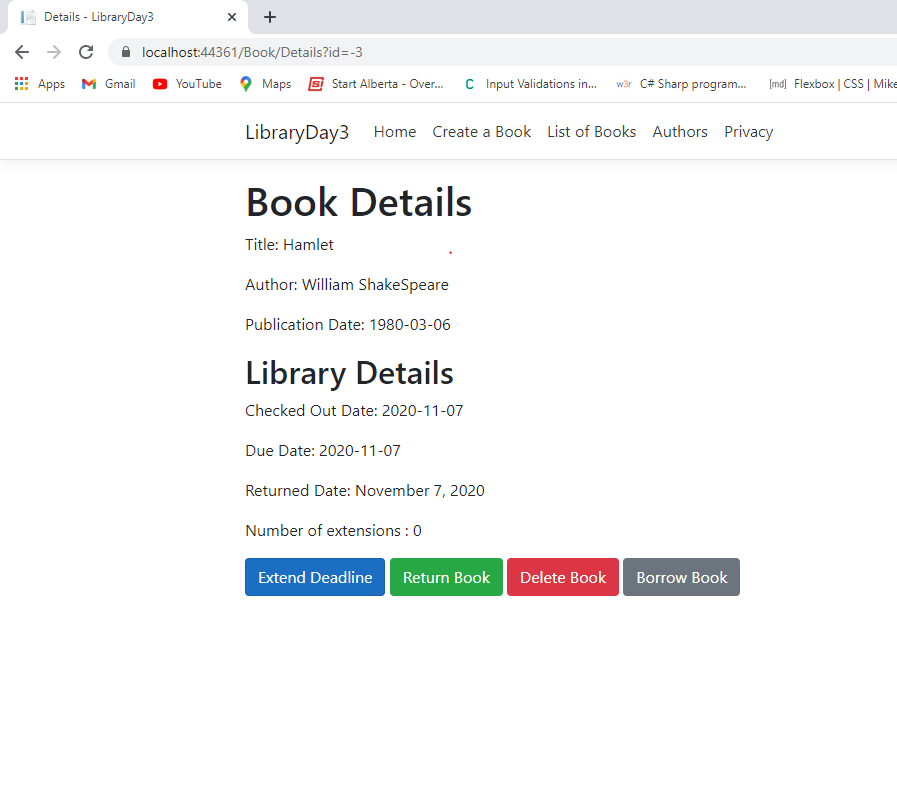 Details - LibraryDay3
localhost:44361/Book/Details?id=-3
Apps Gmail YouTube Maps Start Alberta - Over... Input Validations in... w3r C# Sharp program... [md] Flexbox | CSS | Mike
LibraryDay3 Home Create a Book List of Books Authors Privacy
Book Details
Title: Hamlet
Author: William ShakeSpeare
Publication Date: 1980-03-06
Library Details
Checked Out Date: 2020-11-07
Due Date: 2020-11-07
Returned Date: November 7, 2020
Number of extensions : 0
Extend Deadline Return Book Delete Book Borrow Book